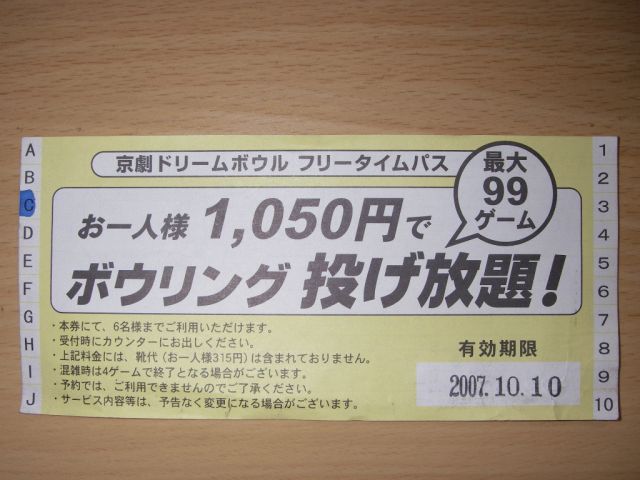 京劇ドリームボウル フリータイムパス
最大
99
ゲーム
お一人様 1,050円で
ボウリング 投げ放題!
・本券にて、6名様までご利用いただけます。
・受付時にカウンターにお出しください。
・上記料金には、靴代(お一人様315円)は含まれておりません。
・混雑時は4ゲームで終了となる場合がございます。
・予約では、ご利用できませんのでご了承ください。
・サービス内容等は、予告なく変更になる場合がございます。
有効期限
2007.10.10
A
B
C
D
E
F
G
H
I
J
1
2
3
4
5
6
7
8
9
10